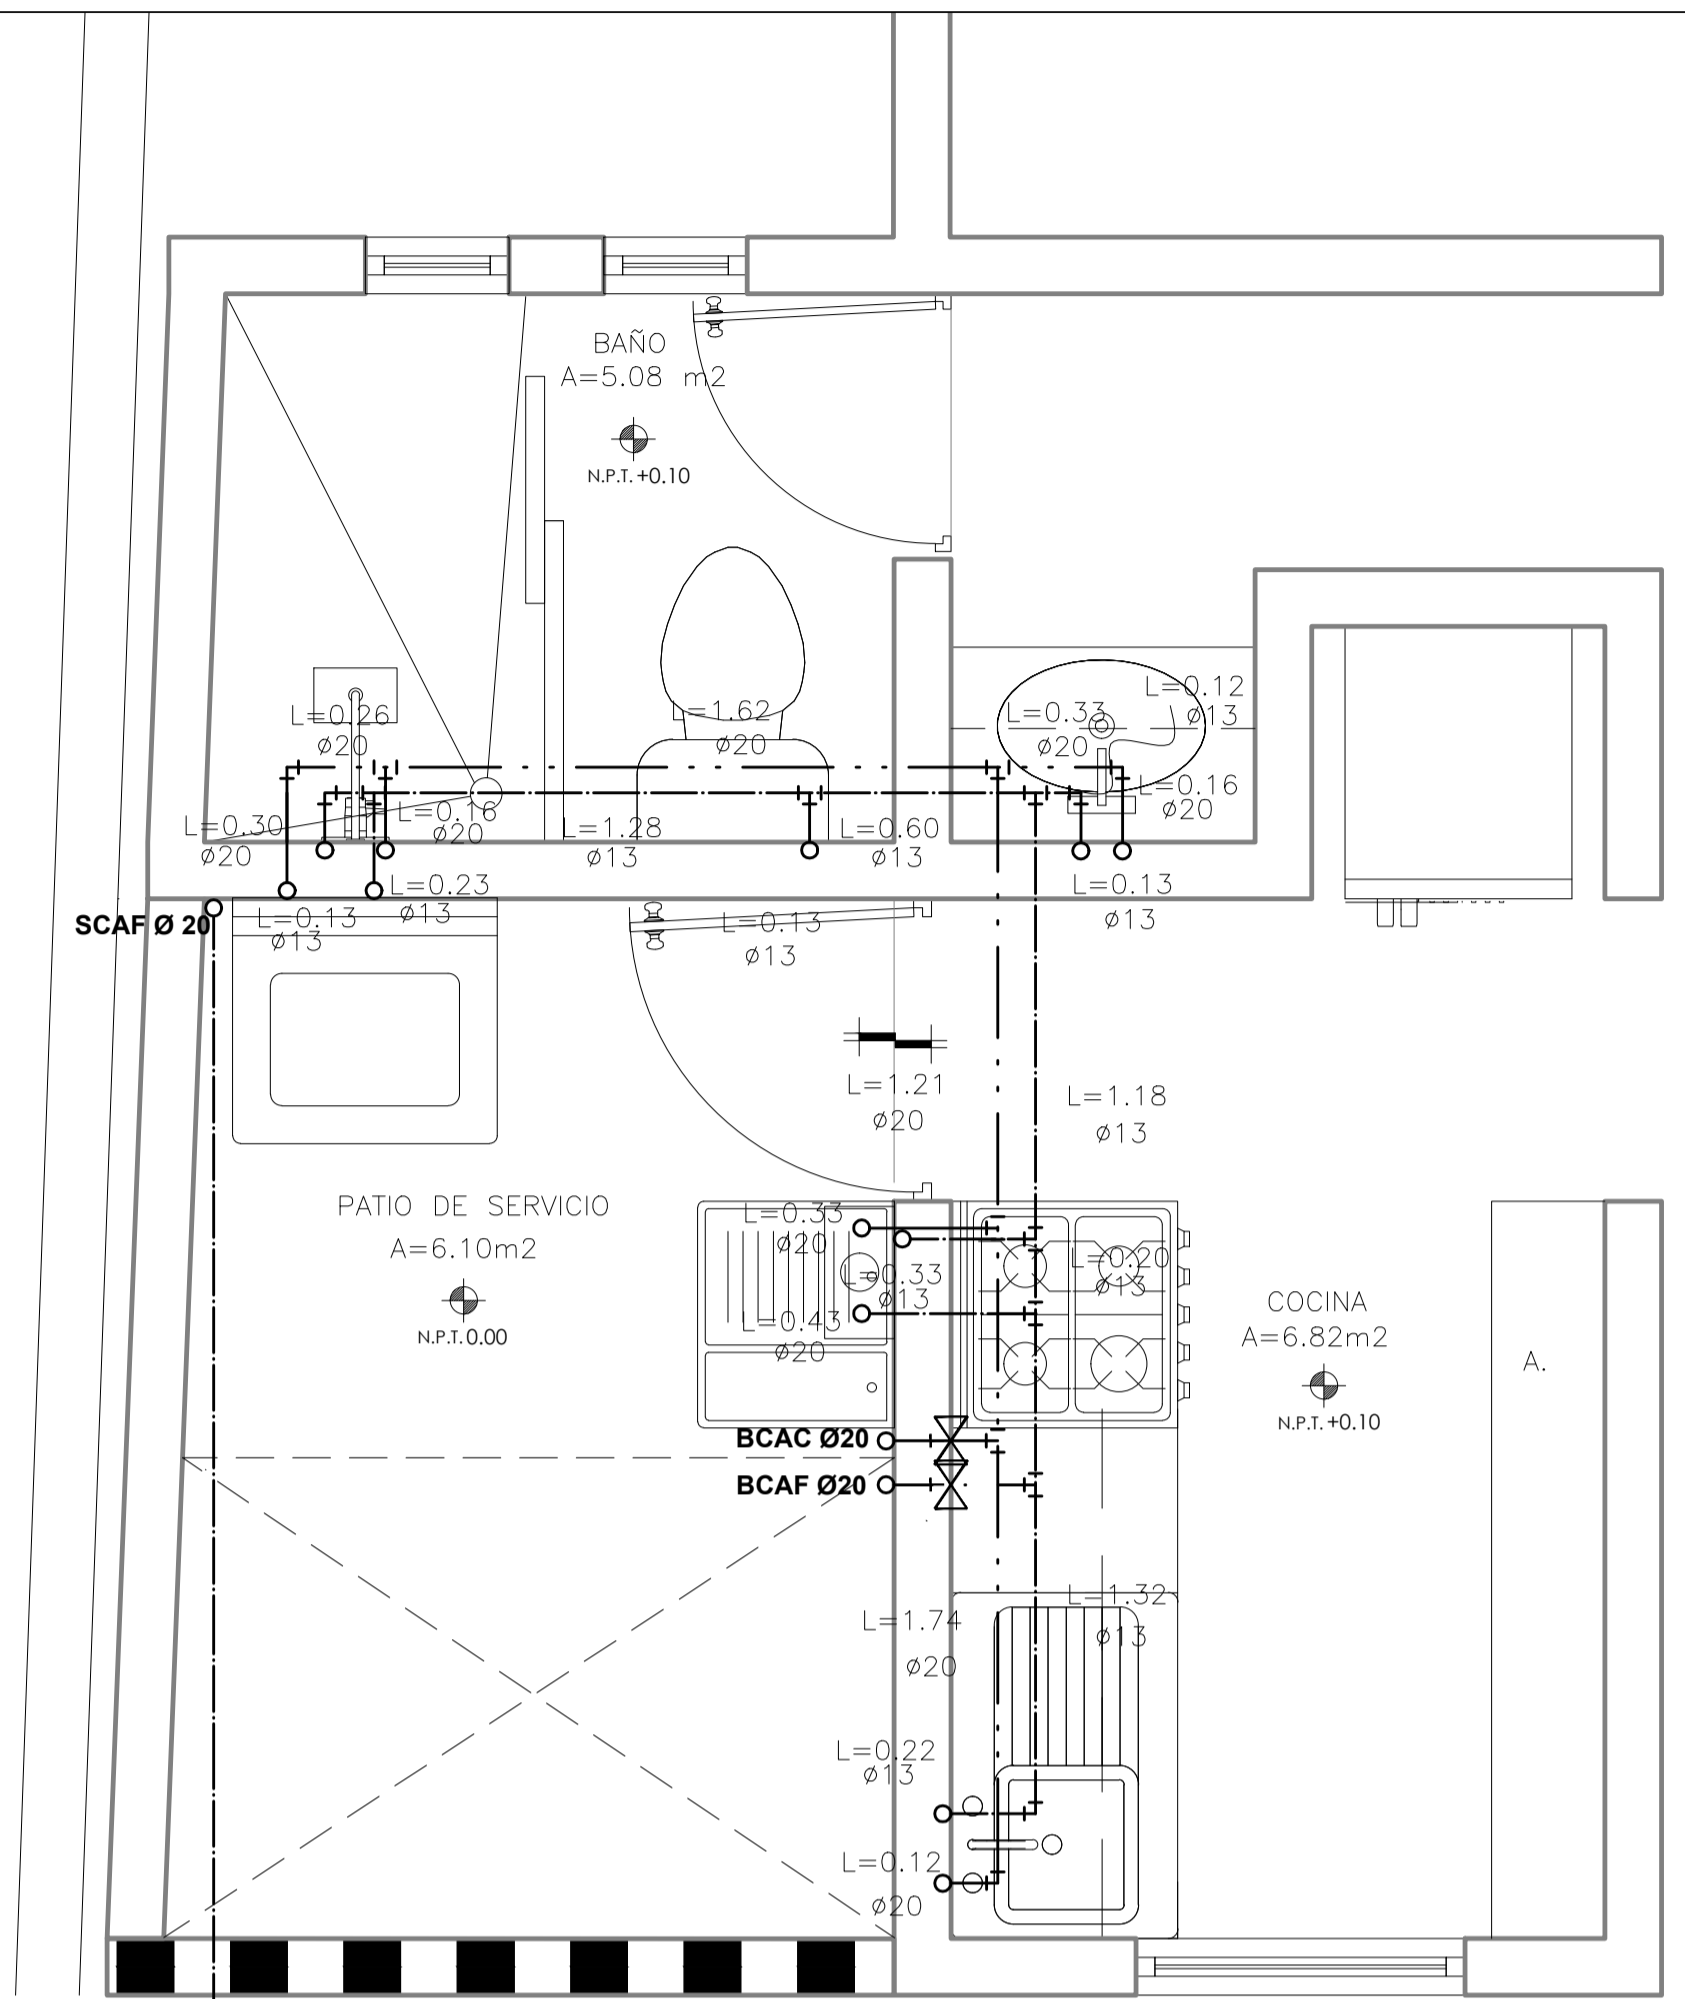 BAÑO
A=5.08 m2
N.P.T. +0.10
L=0.26
ø20
L=1.62
ø20
L=0.33
ø20
L=0.12
ø13
L=0.30
ø20
L=0.16
ø20
L=1.28
ø13
L=0.60
ø13
L=0.16
ø20
L=0.23
ø13
L=0.13
ø13
SCAF Ø 20
L=0.13
ø13
L=0.13
ø13
L=1.21
ø20
L=1.18
ø13
PATIO DE SERVICIO
A=6.10m2
N.P.T. 0.00
L=0.33
ø20
L=0.33
ø13
L=0.20
ø13
L=0.43
ø20
COCINA
A=6.82m2
N.P.T. +0.10
A.
BCAC Ø20
BCAF Ø20
L=1.74
ø20
L=1.32
ø13
L=0.22
ø13
L=0.12
ø20